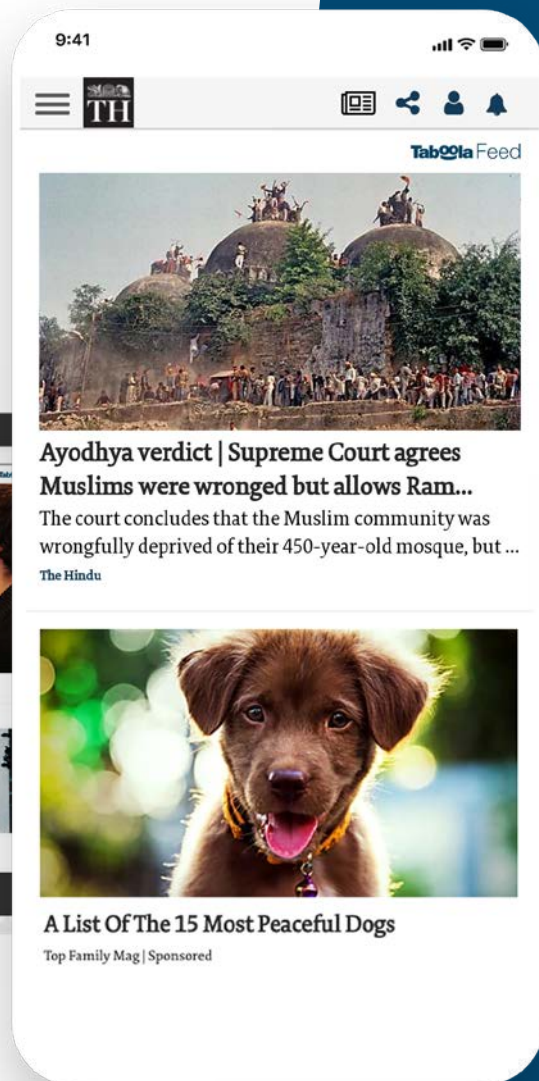 9:41
TH
Taboola Feed
Ayodhya verdict | Supreme Court agrees
Muslims were wronged but allows Ram...
The court concludes that the Muslim community was
wrongfully deprived of their 450-year-old mosque, but ...
The Hindu
A List Of The 15 Most Peaceful Dogs
Top Family Mag | Sponsored